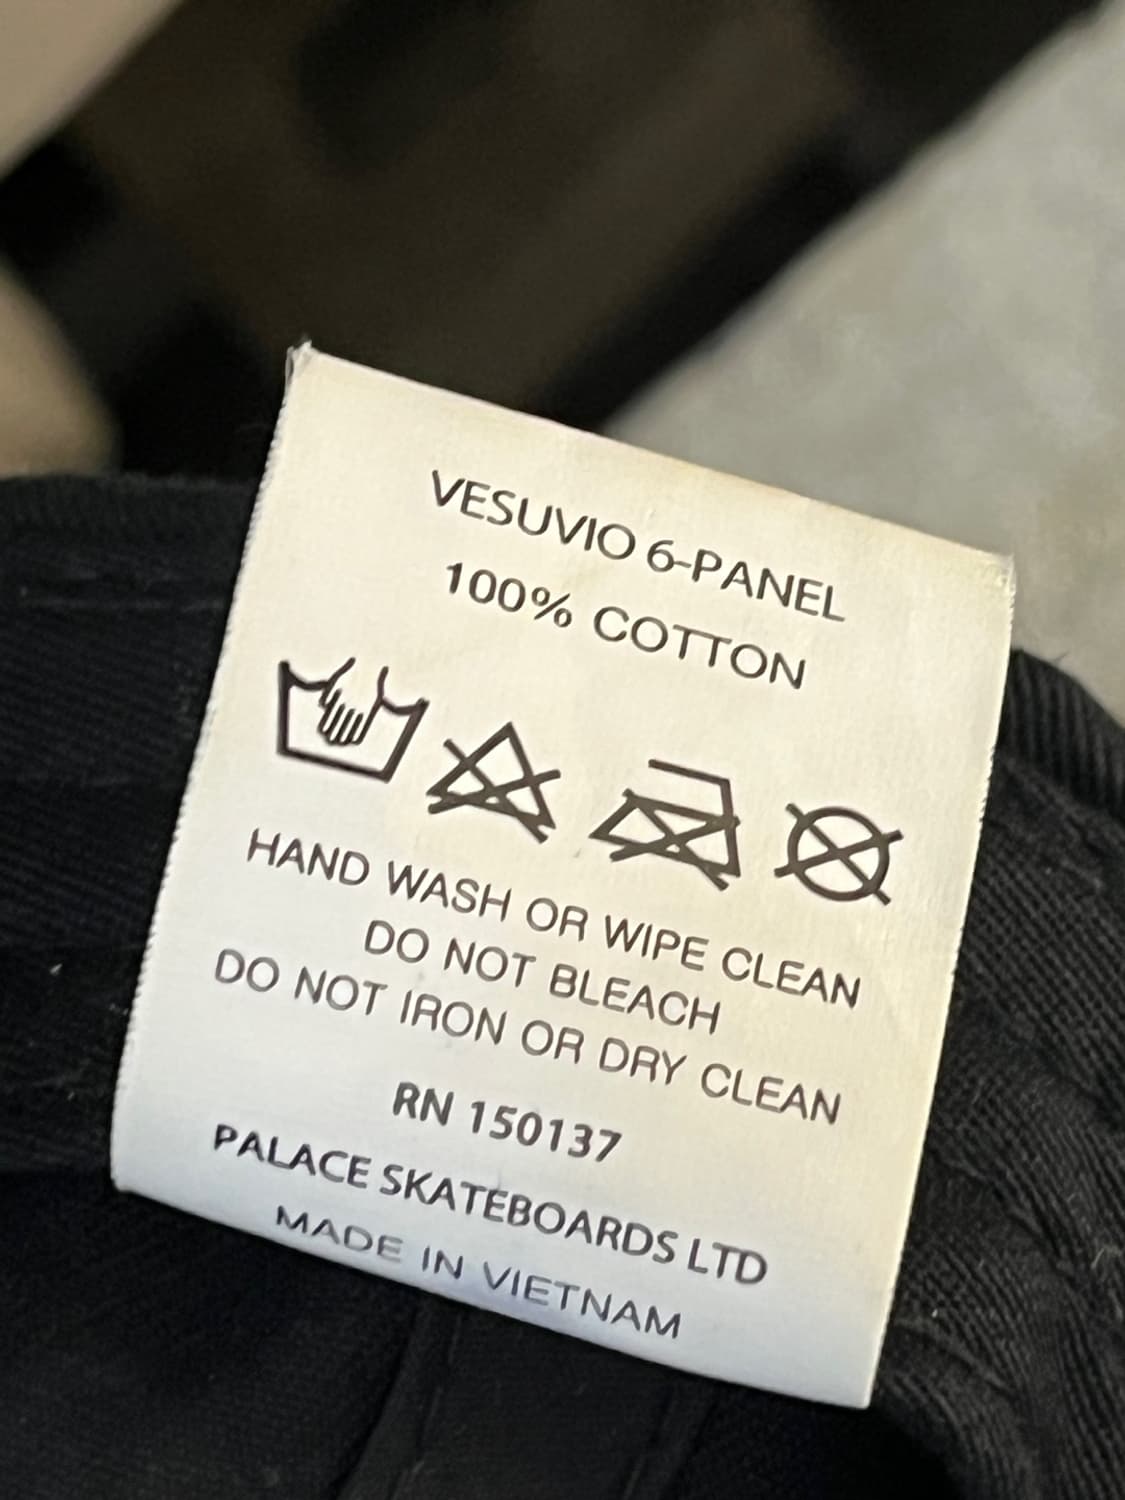 VESUVIO 6-PANEL
100% COTTON
HAND WASH OR WIPE CLEAN
DO NOT BLEACH
DO NOT IRON OR DRY CLEAN
RN 150137
PALACE SKATEBOARDS LTD
MADE IN VIETNAM